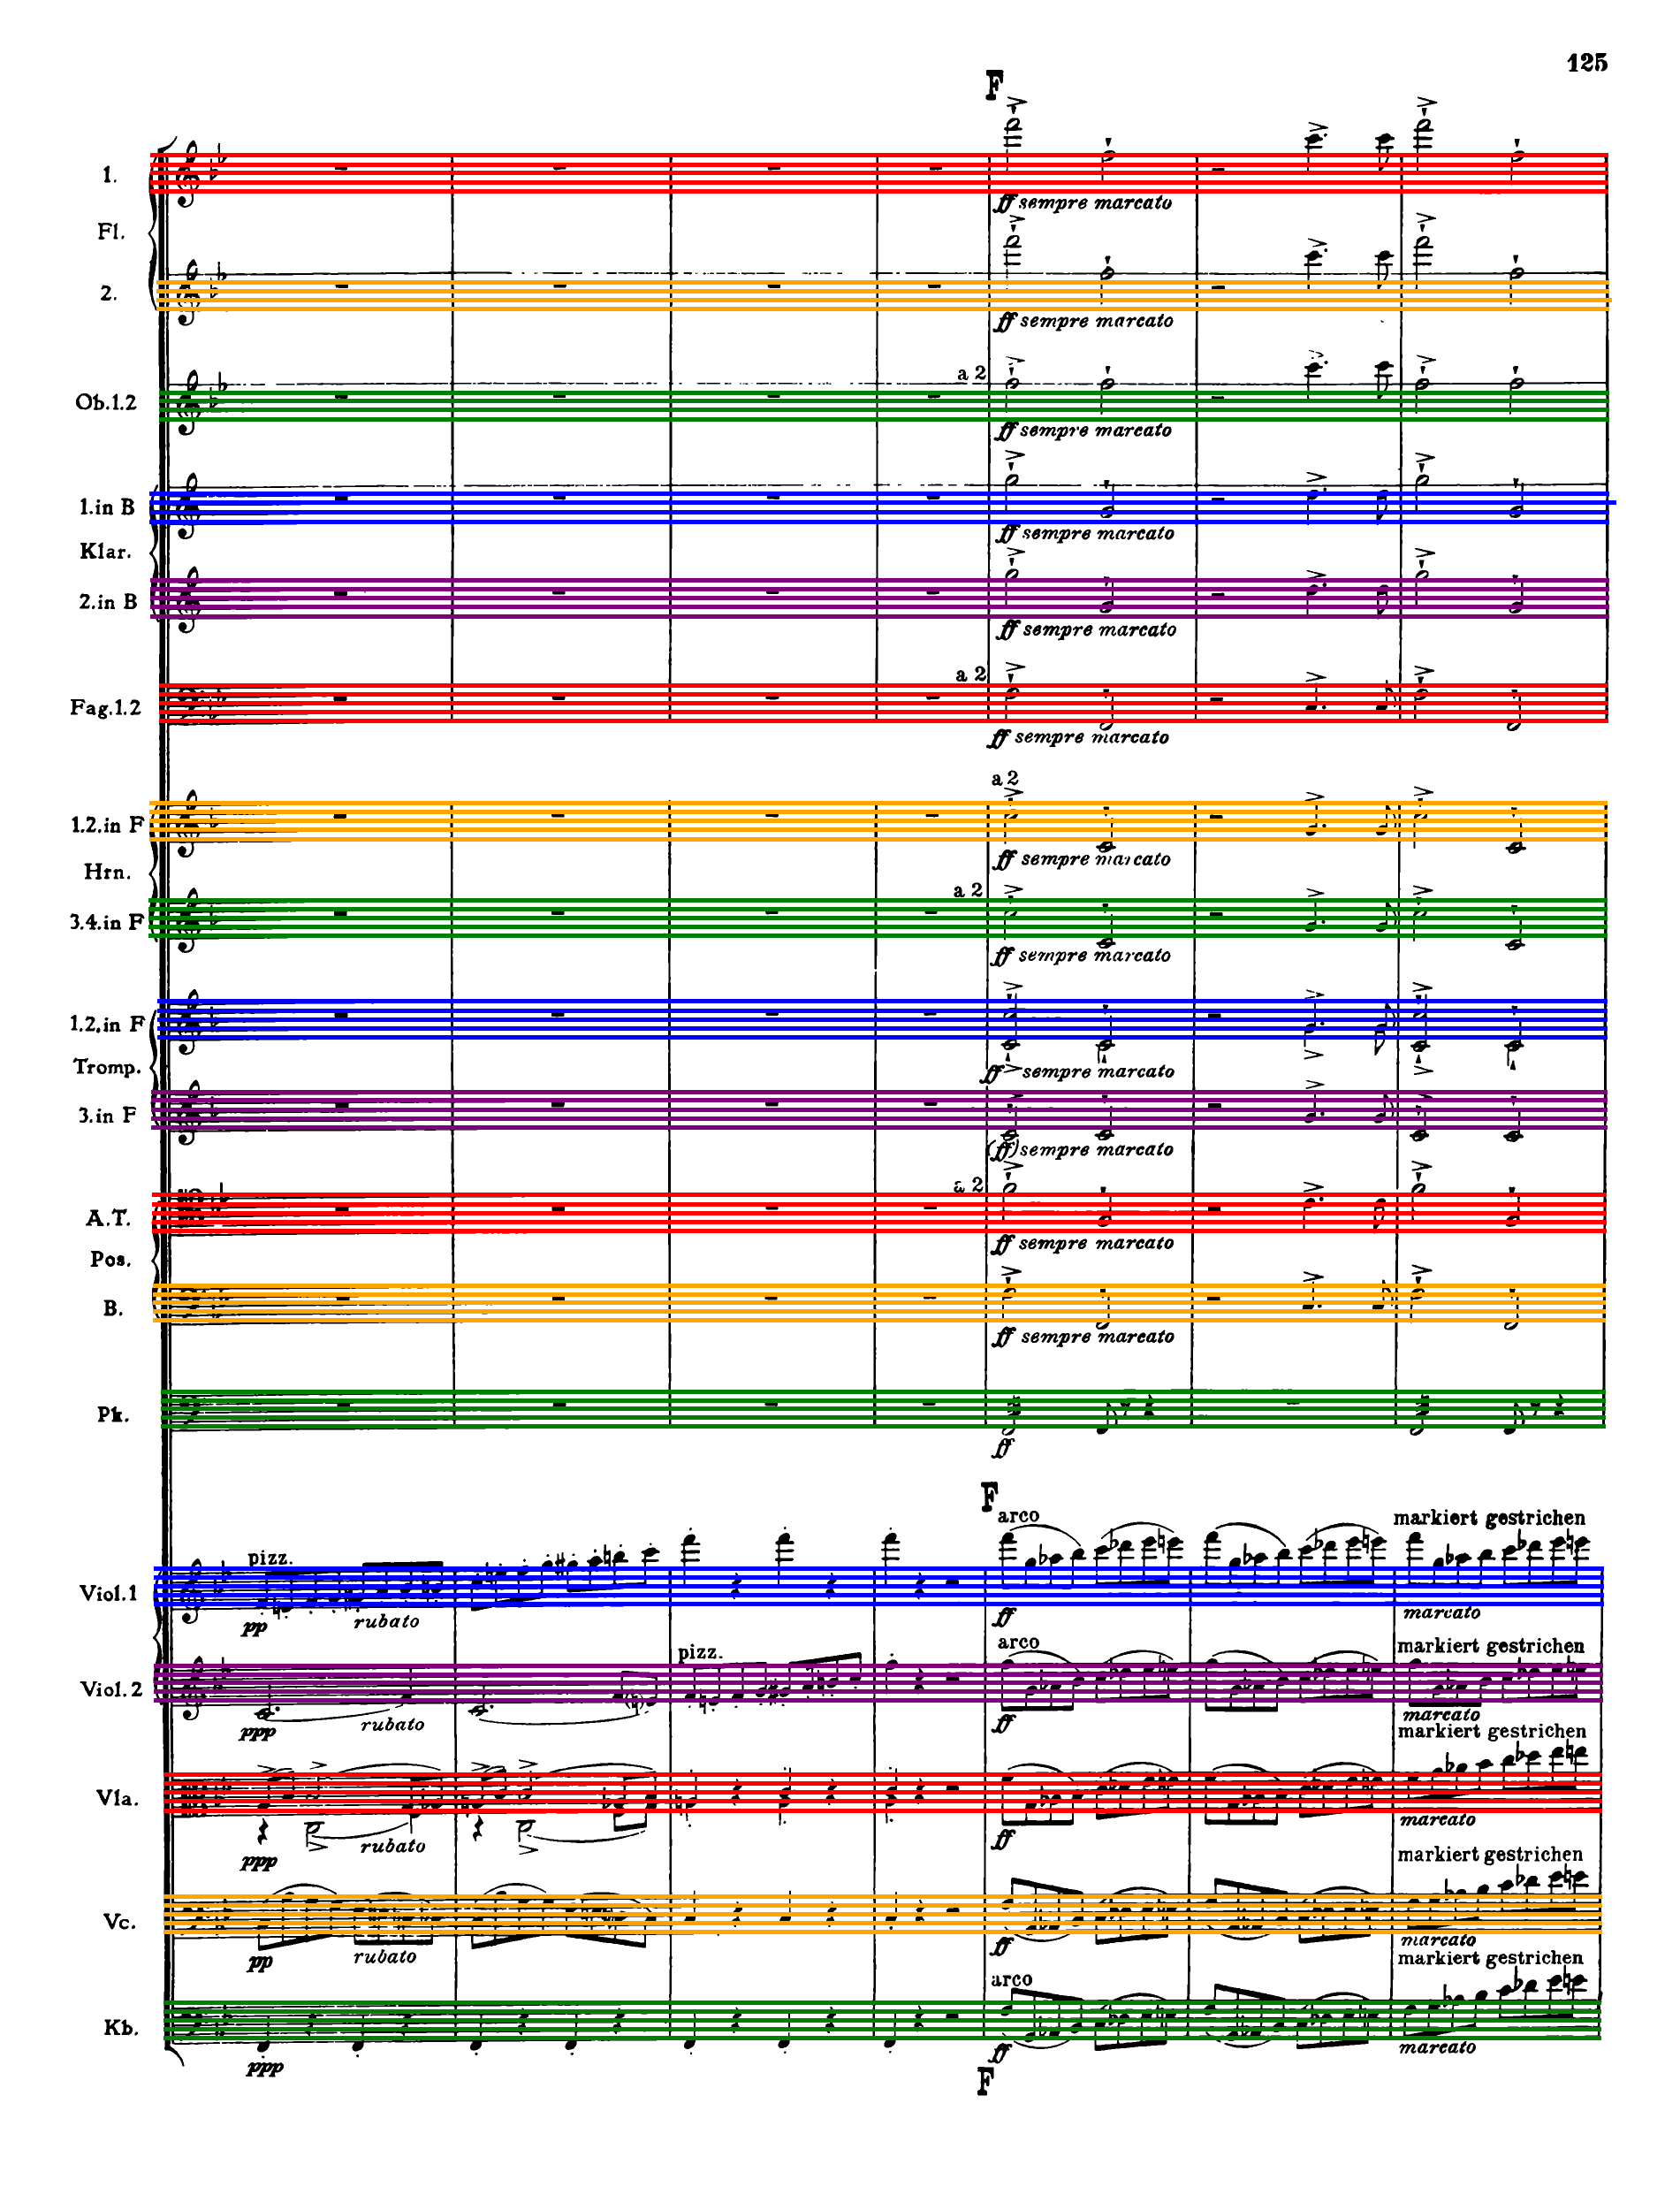 125
F
1.
ff sempre marcato
Fl.
2.
ff sempre marcato
a 2
Ob.1.2
ff sempre marcato
1.in B
ff sempre marcato
Klar.
2.in B
ff sempre marcato
a 2
Fag.1.2
ff sempre marcato
a 2
1.2.in F
ff sempre marcato
Hrn.
a 2
3.4.in F
ff sempre marcato
1.2.in F
Tromp.
ff sempre marcato
3.in F
(ff) sempre marcato
a 2
A.T.
ff sempre marcato
Pos.
B.
ff sempre marcato
Pk.
ff
F
arco
markiert gestrichen
pizz.
Viol.1
pp rubato
ff
marcato
pizz.
arco
markiert gestrichen
Viol.2
ppp rubato
ff
marcato
markiert gestrichen
Vla.
ppp rubato
ff
marcato
markiert gestrichen
Vc.
pp rubato
ff
marcato
markiert gestrichen
arco
Kb.
ppp
ff
marcato
F